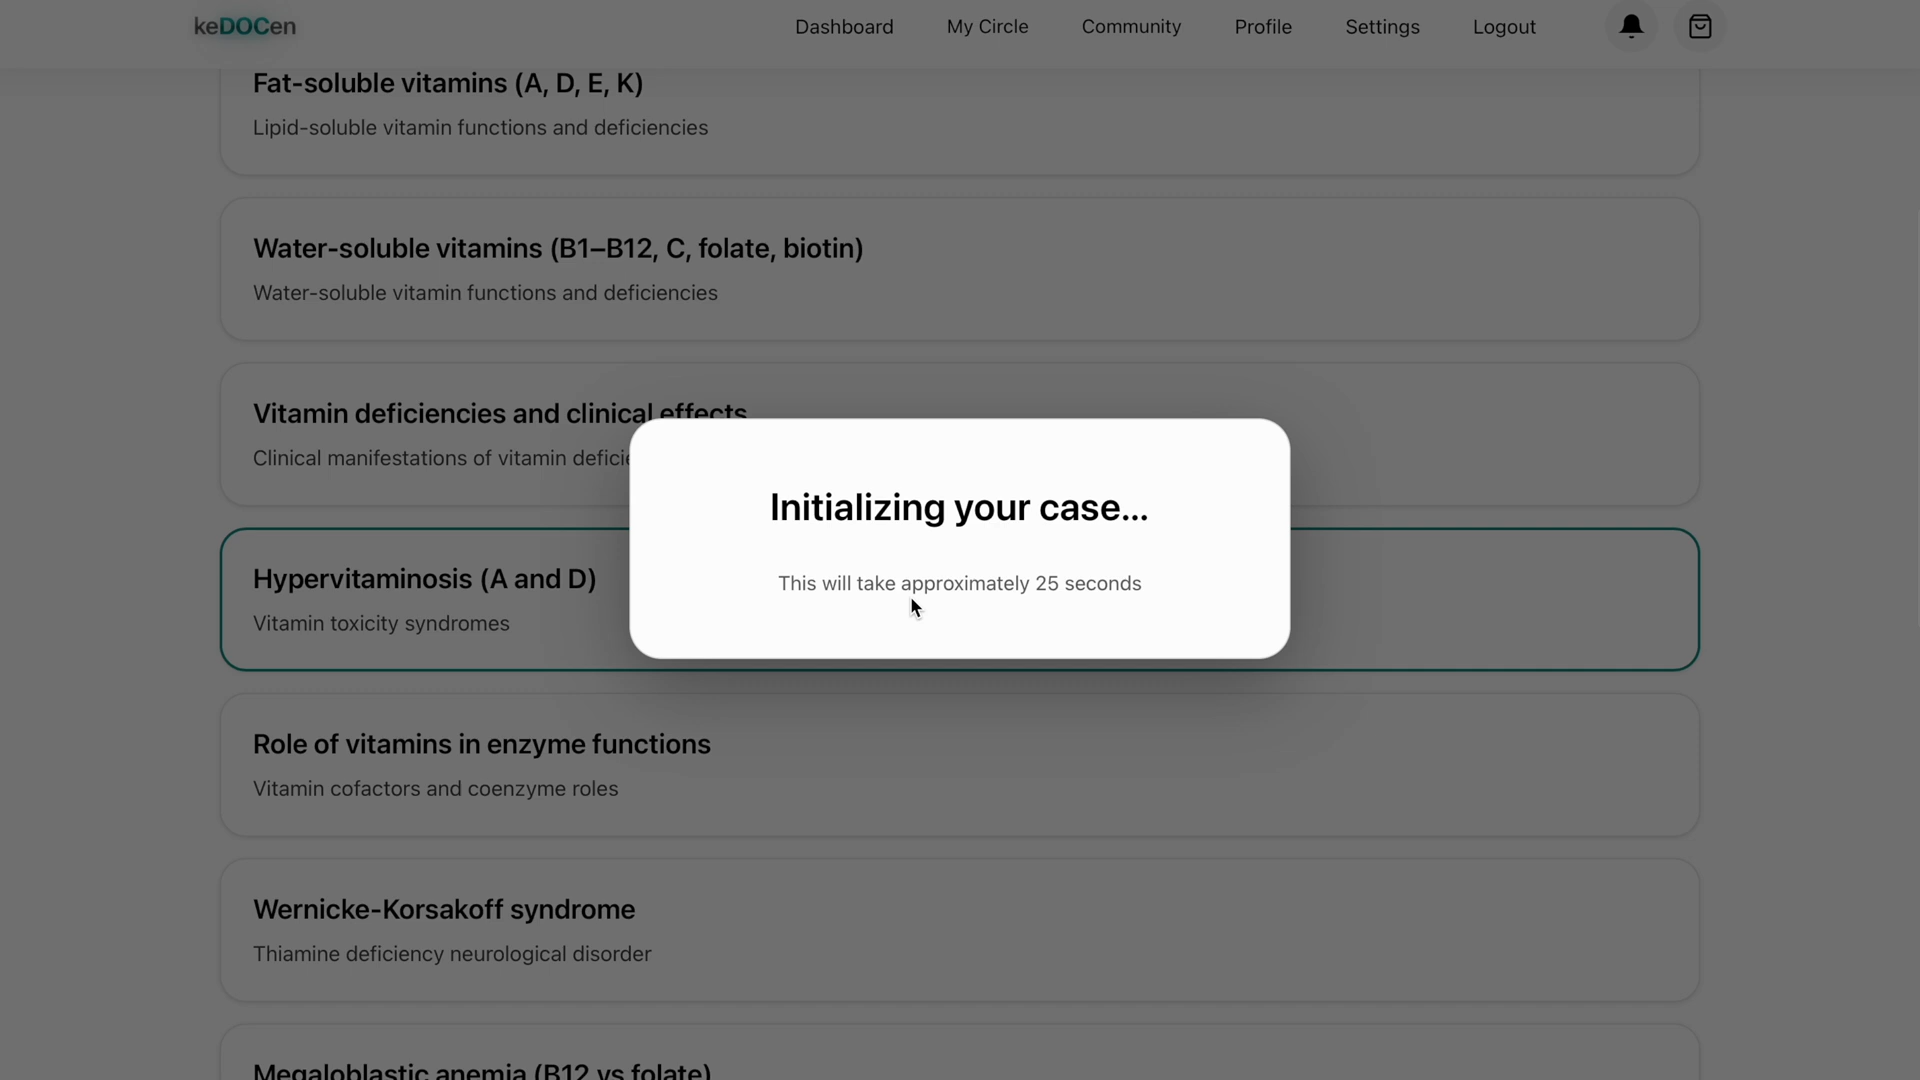 keDOCen
Dashboard My Circle Community Profile Settings Logout
Fat-soluble vitamins (A, D, E, K)
Lipid-soluble vitamin functions and deficiencies
Water-soluble vitamins (B1–B12, C, folate, biotin)
Water-soluble vitamin functions and deficiencies
Vitamin deficiencies and clinical effects
Clinical manifestations of vitamin
Initializing your case...
This will take approximately 25 seconds
Hypervitaminosis (A and D)
Vitamin toxicity syndromes
Role of vitamins in enzyme functions
Vitamin cofactors and coenzyme roles
Wernicke-Korsakoff syndrome
Thiamine deficiency neurological disorder
Megaloblastic anemia (B12 vs folate)